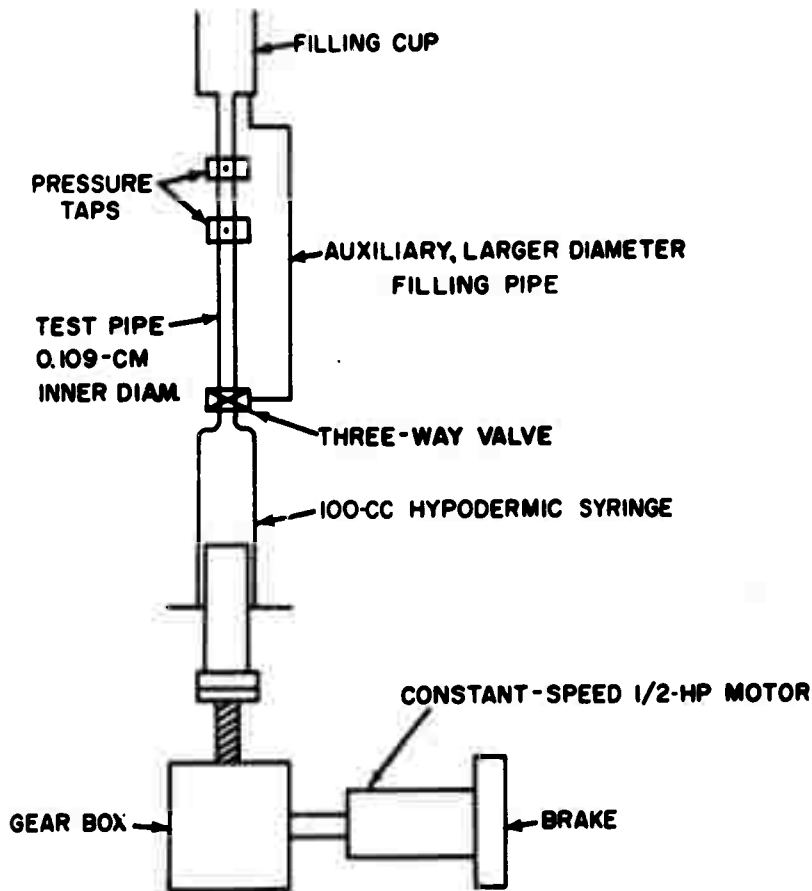 FILLING CUP
PRESSURE
TAPS
AUXILIARY, LARGER DIAMETER
FILLING PIPE
TEST PIPE
0.109-CM
INNER DIAM.
THREE-WAY VALVE
100-CC HYPODERMIC SYRINGE
CONSTANT-SPEED 1/2-HP MOTOR
GEAR BOX
BRAKE